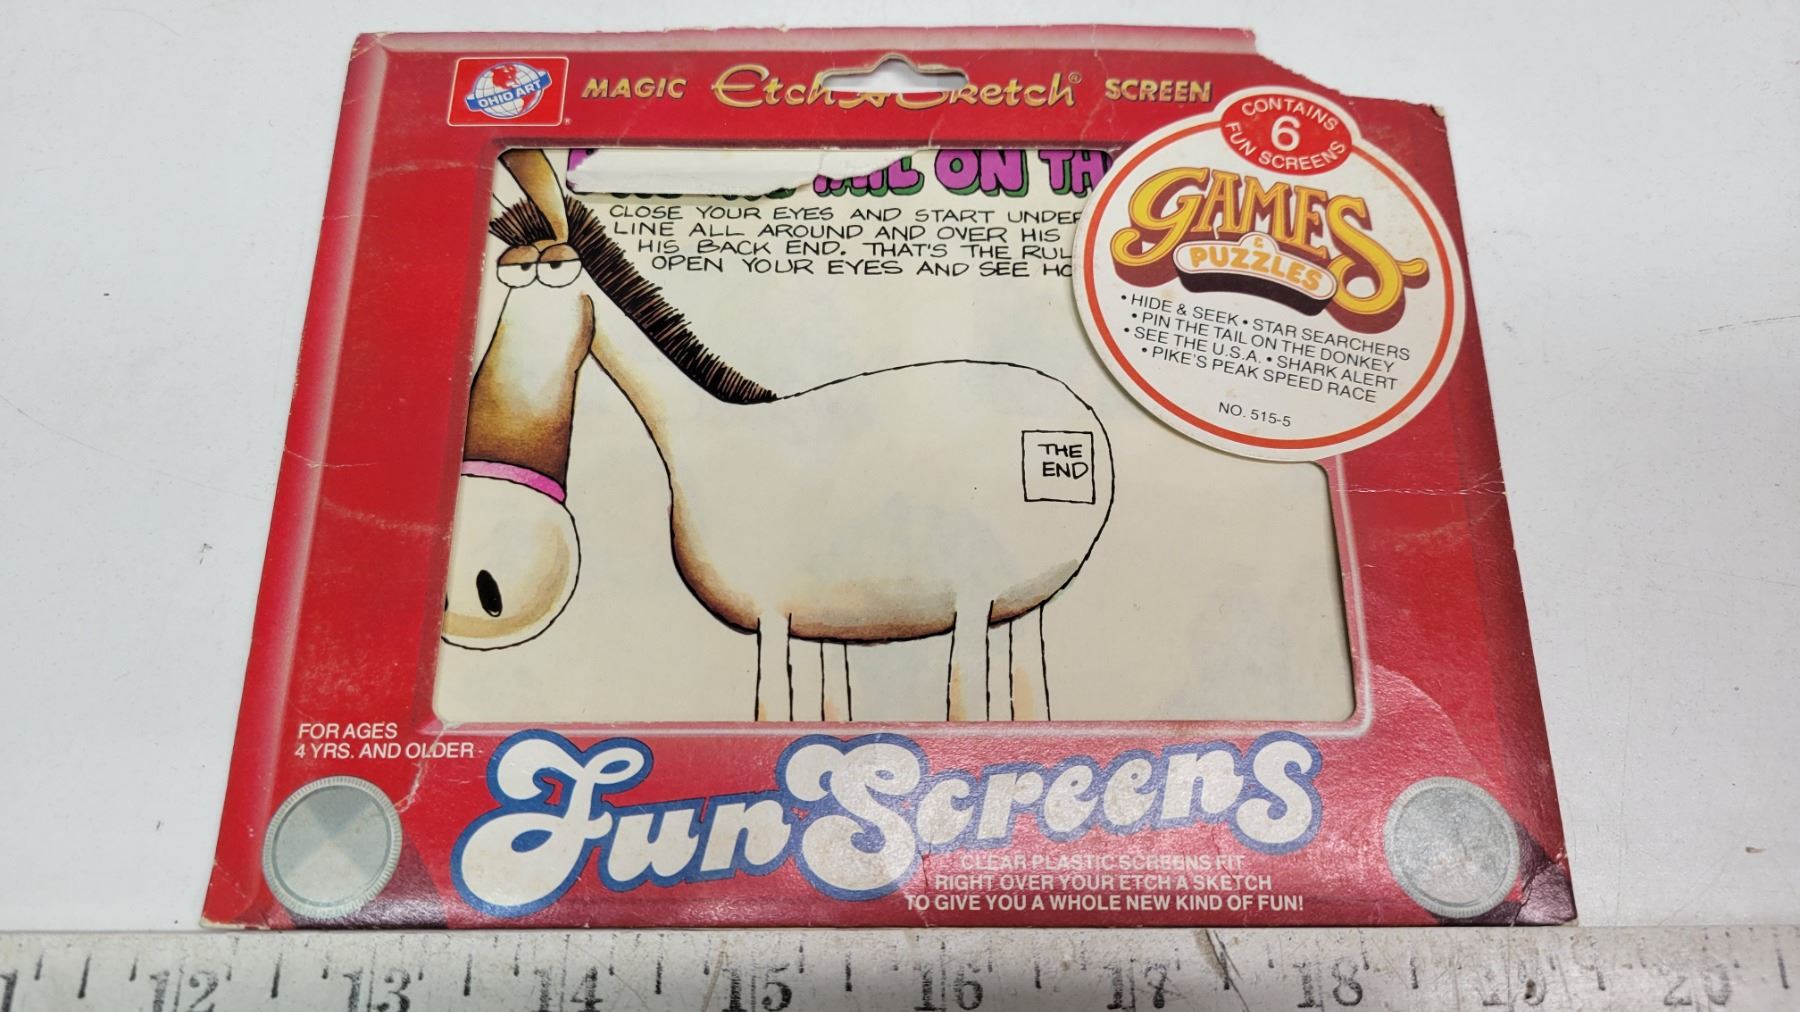 OHIO ART
MAGIC Etch A Sketch® SCREEN
CONTAINS
6
FUN SCREENS
GAMES
&
PUZZLES
• HIDE & SEEK • STAR SEARCHERS
• PIN THE TAIL ON THE DONKEY
• SEE THE U.S.A. • SHARK ALERT
• PIKE'S PEAK SPEED RACE
NO. 515-5
TAIL ON TH
CLOSE YOUR EYES AND START UNDER
LINE ALL AROUND AND OVER HIS
HIS BACK END. THAT'S THE RUL
OPEN YOUR EYES AND SEE HO
THE
END
FOR AGES
4 YRS. AND OLDER
Fun Screens
CLEAR PLASTIC SCREENS FIT
RIGHT OVER YOUR ETCH A SKETCH
TO GIVE YOU A WHOLE NEW KIND OF FUN!
1 12 13 14 15 16 17 18 19 20